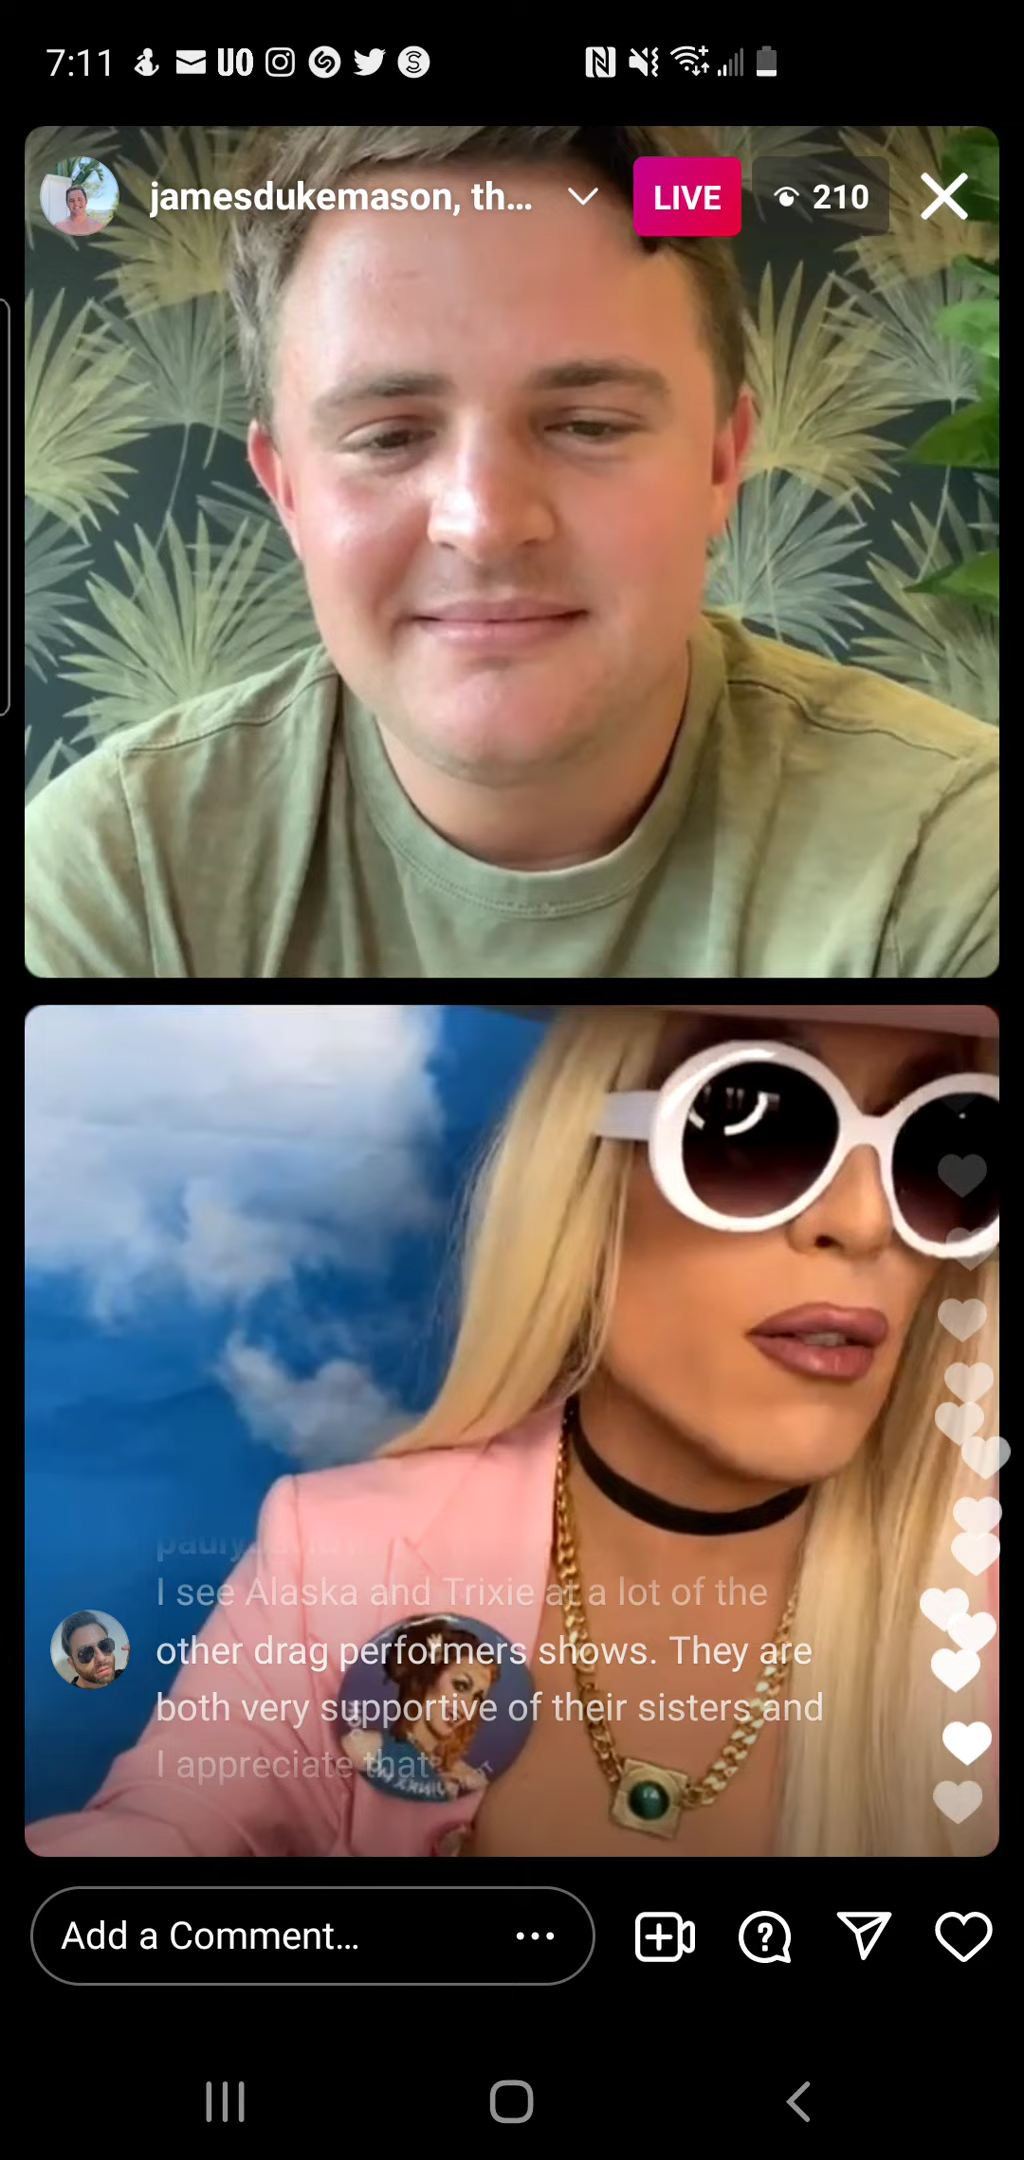 7:11 UO
jamesdukemason, th... LIVE 210
I see Alaska and Trixie at a lot of the
other drag performers shows. They are
both very supportive of their sisters and
I appreciate that
Add a Comment...